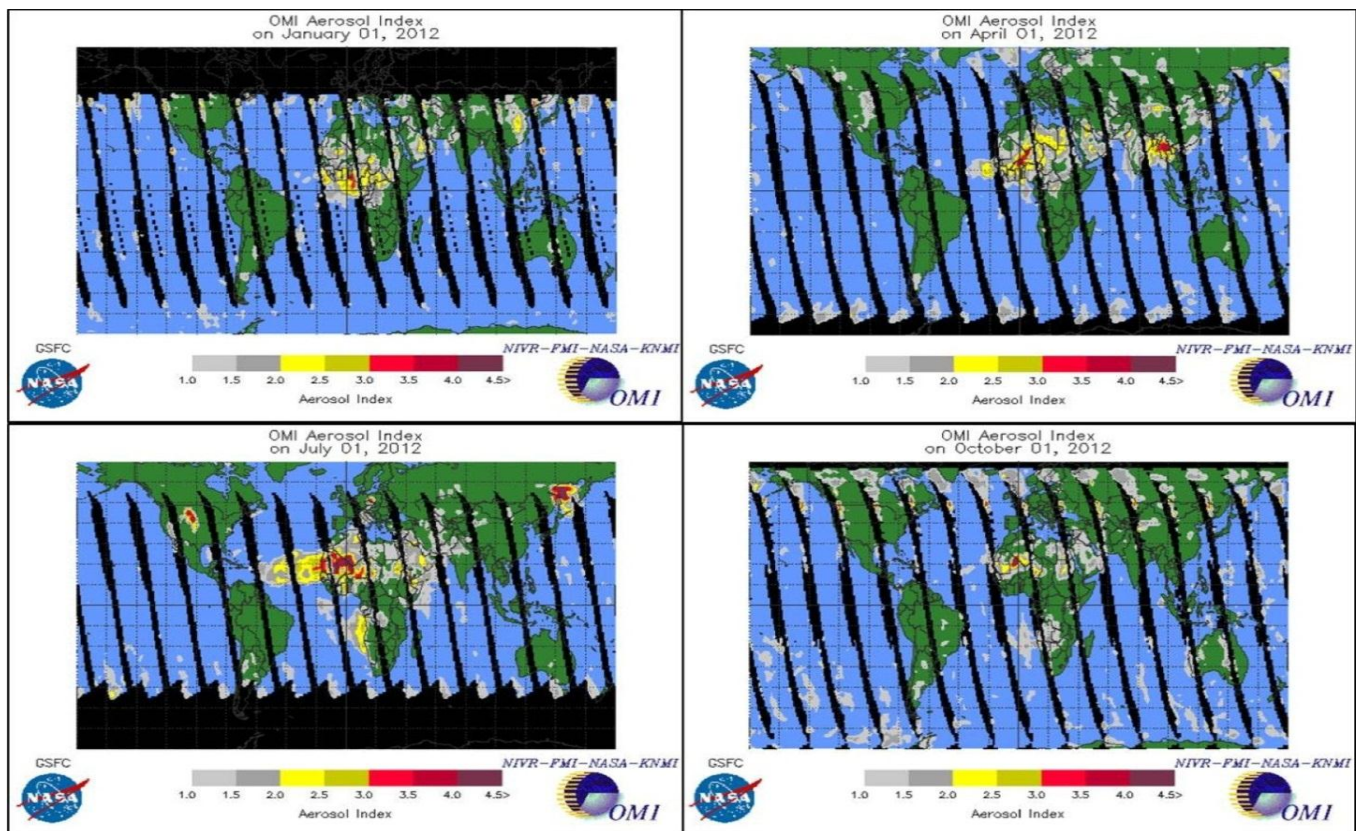 OMI Aerosol Index
on January 01, 2012
GSFC
NASA
NIVR-FMI-NASA-KNMI
1.0 1.5 2.0 2.5 3.0 3.5 4.0 4.5>
Aerosol Index
OMI
OMI Aerosol Index
on April 01, 2012
GSFC
NASA
NIVR-FMI-NASA-KNMI
1.0 1.5 2.0 2.5 3.0 3.5 4.0 4.5>
Aerosol Index
OMI
OMI Aerosol Index
on July 01, 2012
GSFC
NASA
NIVR-FMI-NASA-KNMI
1.0 1.5 2.0 2.5 3.0 3.5 4.0 4.5>
Aerosol Index
OMI
OMI Aerosol Index
on October 01, 2012
GSFC
NASA
NIVR-FMI-NASA-KNMI
1.0 1.5 2.0 2.5 3.0 3.5 4.0 4.5>
Aerosol Index
OMI